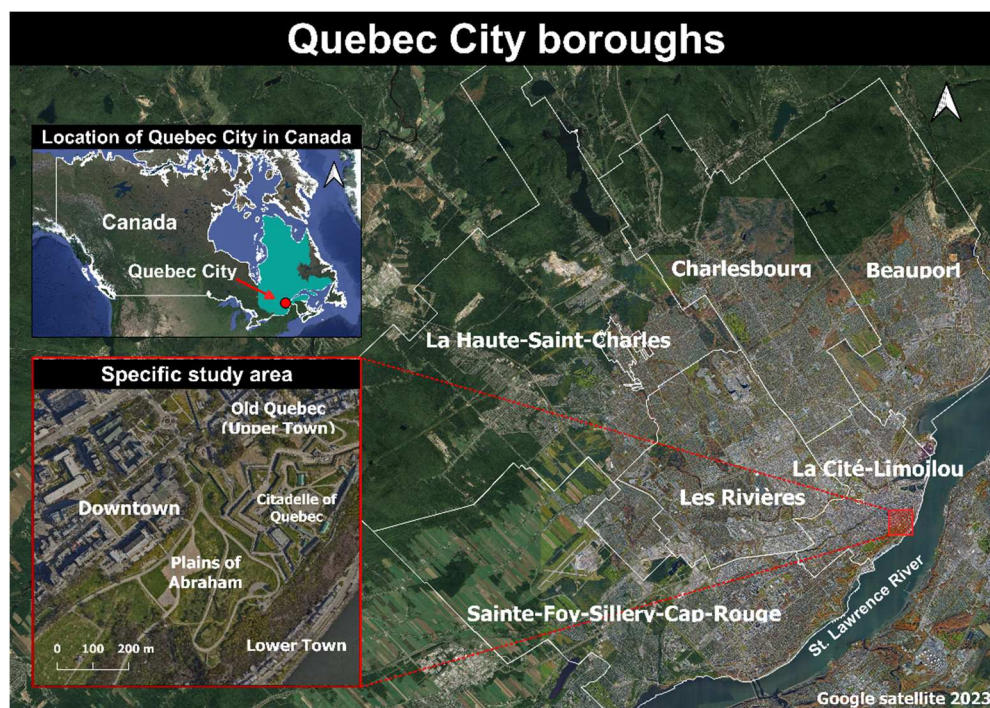 Quebec City boroughs
Location of Quebec City in Canada
Canada
Quebec City
Charlesbourg
Beauport
La Haute-Saint-Charles
Specific study area
Old Quebec
(Upper Town)
Citadelle of
Quebec
Downtown
Plains of
Abraham
Lower Town
0 100 200 m
La Cité-Limoilou
Les Rivières
Sainte-Foy-Sillery-Cap-Rouge
St. Lawrence River
Google satellite 2023